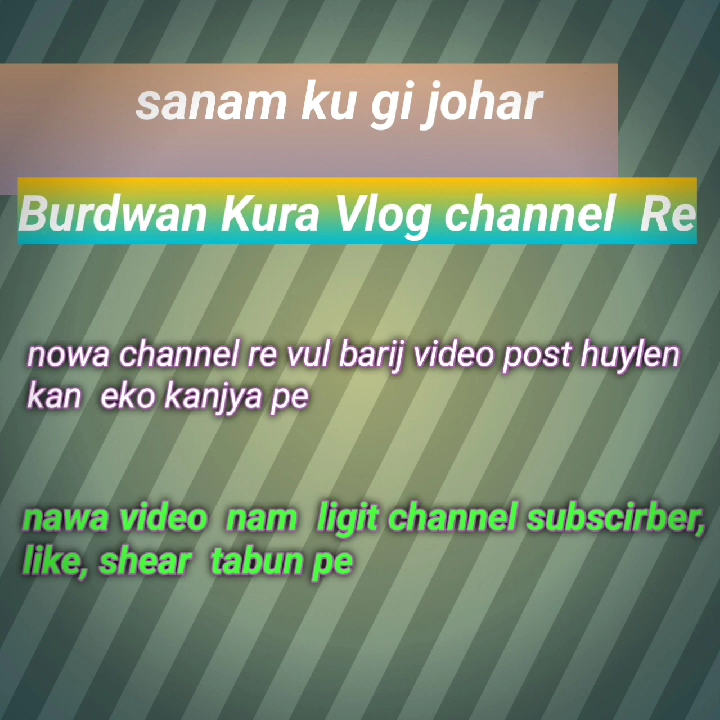 sanam ku gi johar
Burdwan Kura Vlog channel Re
nowa channel re vul barij video post huylen
kan eko kanjya pe
nawa video nam ligit channel subscirber,
like, shear tabun pe